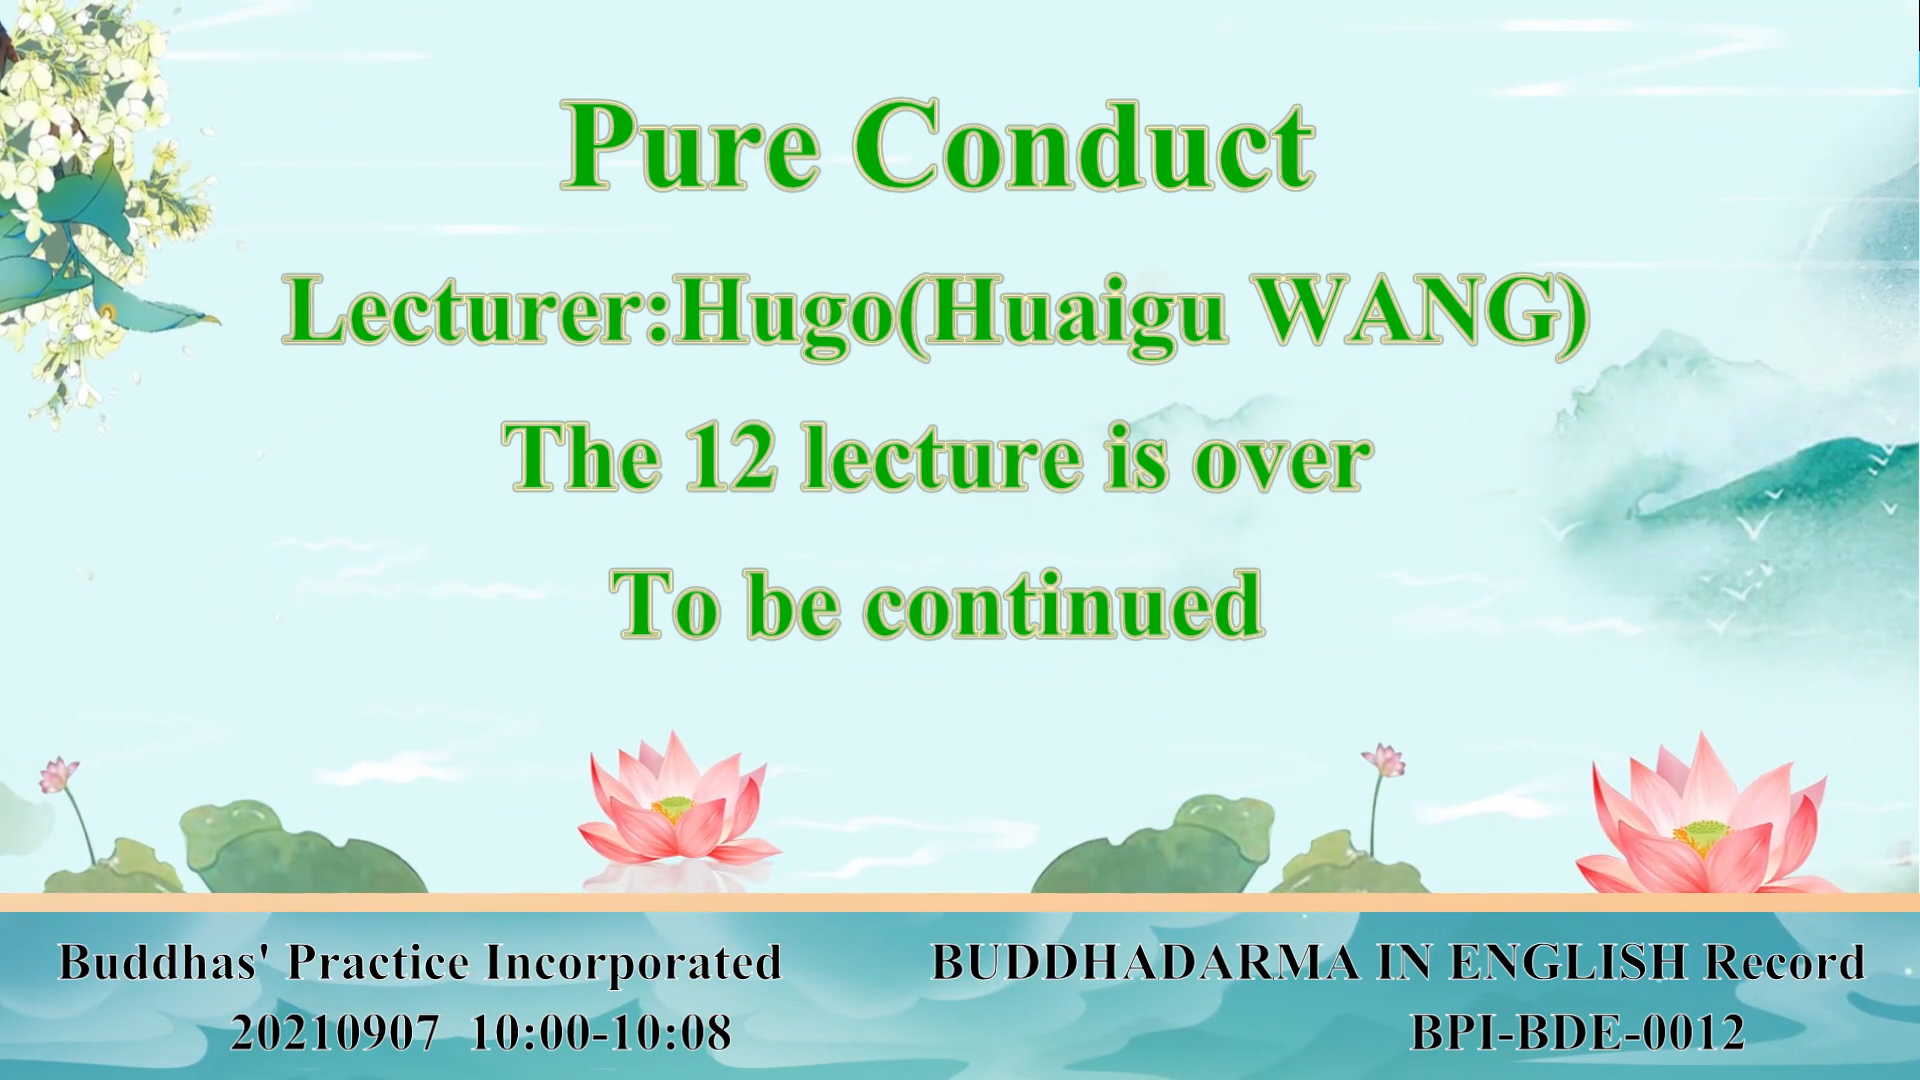 Pure Conduct
Lecturer:Hugo(Huaigu WANG)
The 12 lecture is over
To be continued
Buddhas' Practice Incorporated
20210907 10:00-10:08
BUDDHADARMA IN ENGLISH Record
BPI-BDE-0012